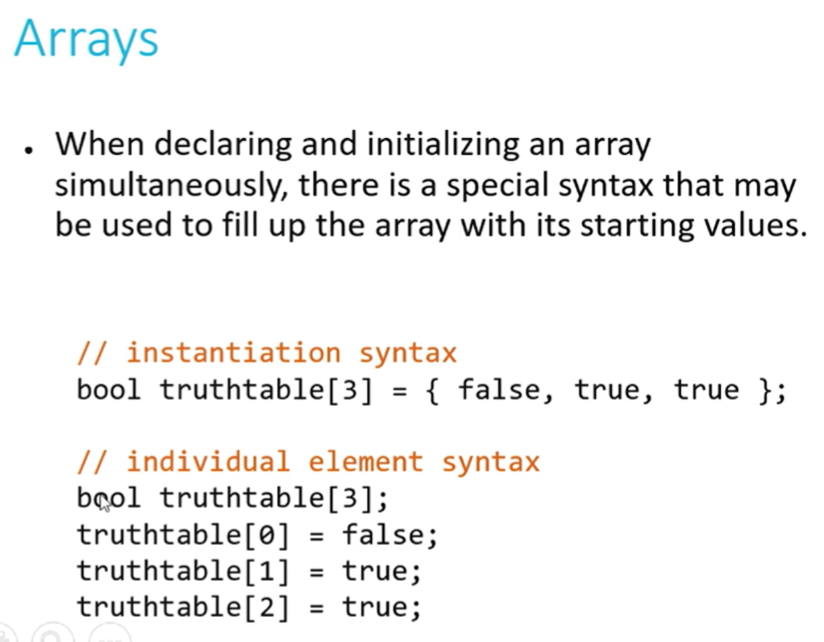 Arrays
• When declaring and initializing an array
simultaneously, there is a special syntax that may
be used to fill up the array with its starting values.
// instantiation syntax
bool truthtable[3] = { false, true, true };
// individual element syntax
bool truthtable[3];
truthtable[0] = false;
truthtable[1] = true;
truthtable[2] = true;